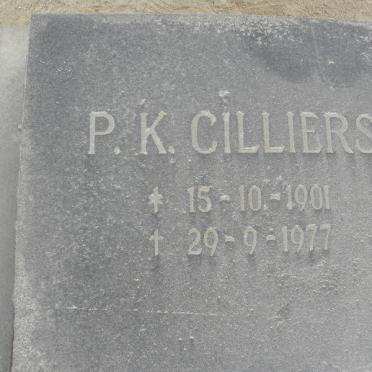 P. K. CILLIERS
* 15-10-1901
† 29-9-1977